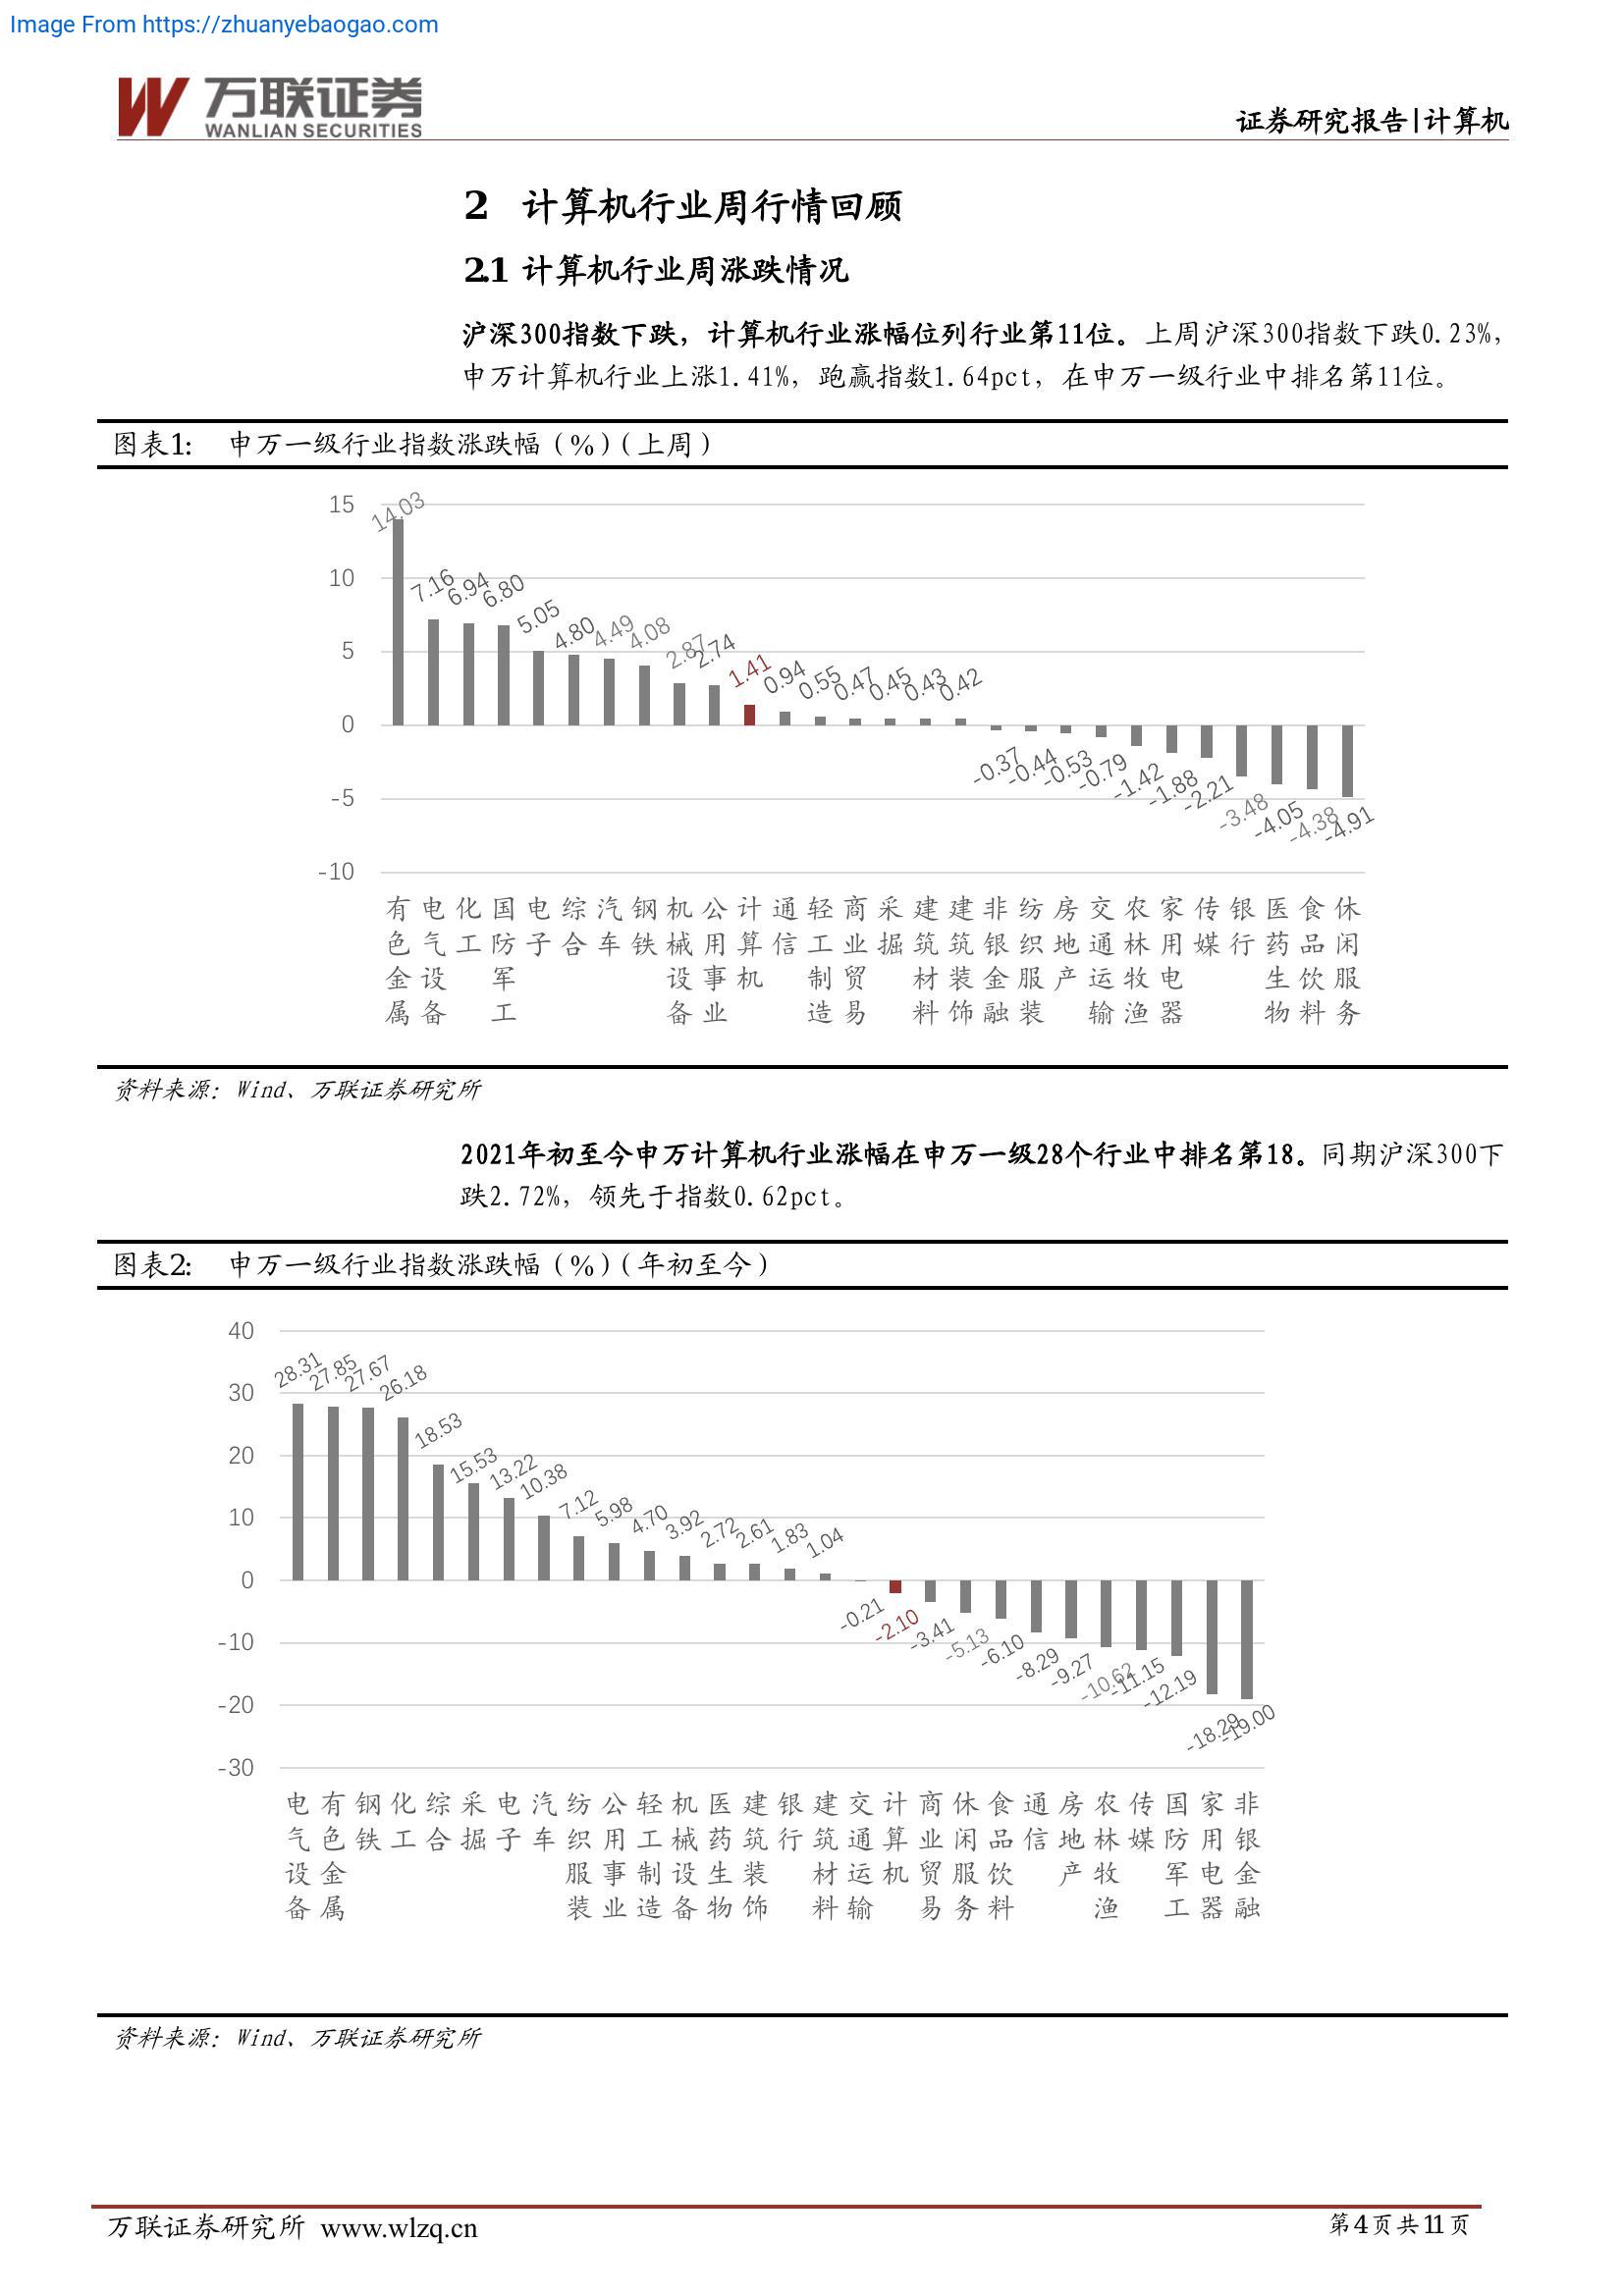 Image From https://zhuanyebaogao.com
万联证券
WANLIAN SECURITIES
证券研究报告|计算机
2 计算机行业周行情回顾
2.1 计算机行业周涨跌情况
沪深300指数下跌，计算机行业涨幅位列行业第11位。上周沪深300指数下跌0.23%，
申万计算机行业上涨1.41%，跑赢指数1.64pct，在申万一级行业中排名第11位。
图表1: 申万一级行业指数涨跌幅（%）（上周）
15
10
5
0
-5
-10
14.03
7.16
6.94
6.80
5.05
4.80
4.49
4.08
2.87
2.74
1.41
0.94
0.55
0.47
0.45
0.43
0.42
-0.37
-0.44
-0.53
-0.79
-1.42
-1.88
-2.21
-3.48
-4.05
-4.38
-4.91
有色金属
电气设备
化工
国防军工
电子
综合
汽车
钢铁
机械设备
公用事业
计算机
通信
轻工制造
商业贸易
采掘
建筑材料
建筑装饰
非银金融
纺织服装
房地产
交通运输
农林牧渔
家用电器
传媒
银行
医药生物
食品饮料
休闲服务
资料来源：Wind、万联证券研究所
2021年初至今申万计算机行业涨幅在申万一级28个行业中排名第18。同期沪深300下
跌2.72%，领先于指数0.62pct。
图表2: 申万一级行业指数涨跌幅（%）（年初至今）
40
30
20
10
0
-10
-20
-30
28.31
27.85
27.67
26.18
18.53
15.53
13.22
10.38
7.12
5.98
4.70
3.92
2.72
2.61
1.83
1.04
-0.21
-2.10
-3.41
-5.13
-6.10
-8.29
-9.27
-10.62
-11.15
-12.19
-18.29
-19.00
电气设备
有色金属
钢铁
化工
综合
采掘
电子
汽车
纺织服装
公用事业
轻工制造
机械设备
医药生物
建筑装饰
银行
建筑材料
交通运输
计算机
商业贸易
休闲服务
食品饮料
通信
房地产
农林牧渔
传媒
国防军工
家用电器
非银金融
资料来源：Wind、万联证券研究所
万联证券研究所 www.wlzq.cn
第4页共11页